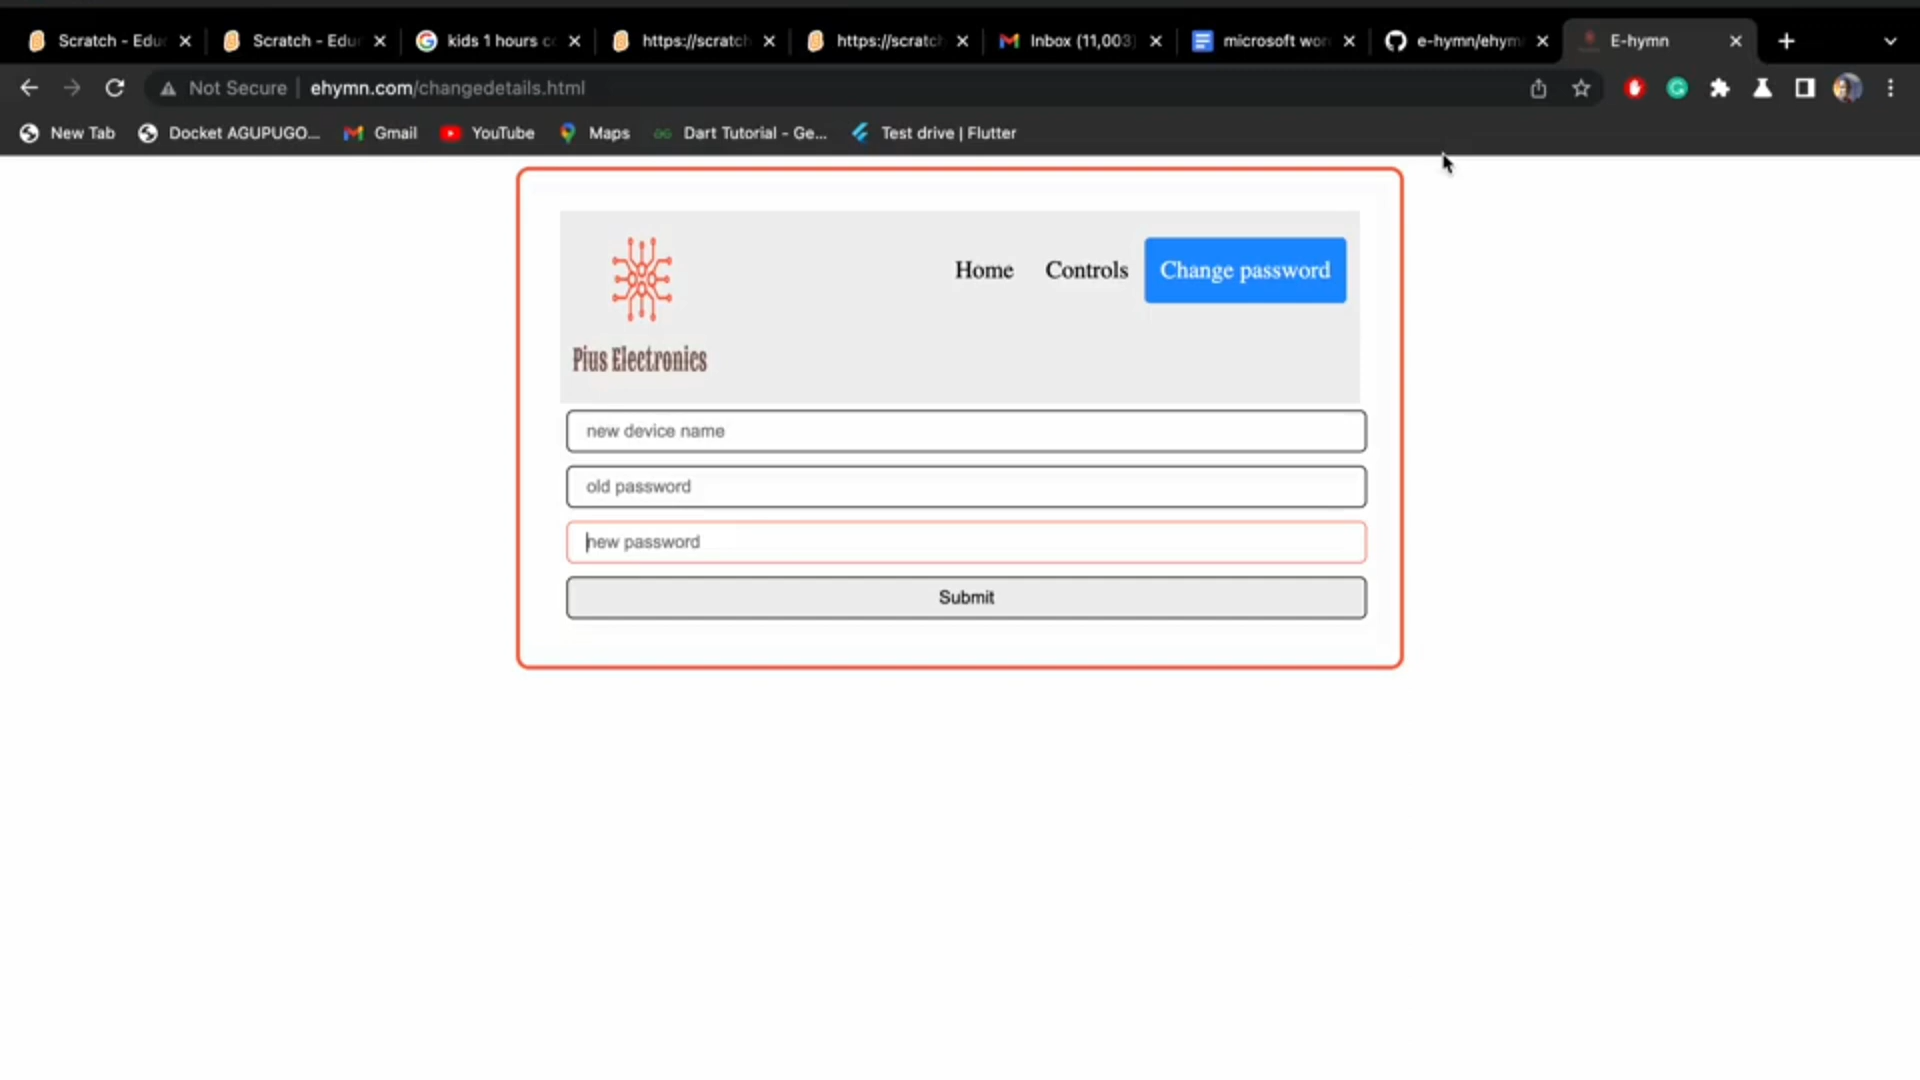 Scratch - Edu
Scratch - Edu
kids 1 hours c
https://scratch
https://scratch
Inbox (11,003)
microsoft wor
e-hymn/ehym
E-hymn
Not Secure | ehymn.com/changedetails.html
New Tab
Docket AGUPUGO...
Gmail
YouTube
Maps
Dart Tutorial - Ge...
Test drive | Flutter
Home
Controls
Change password
Pius Electronics
new device name
old password
new password
Submit